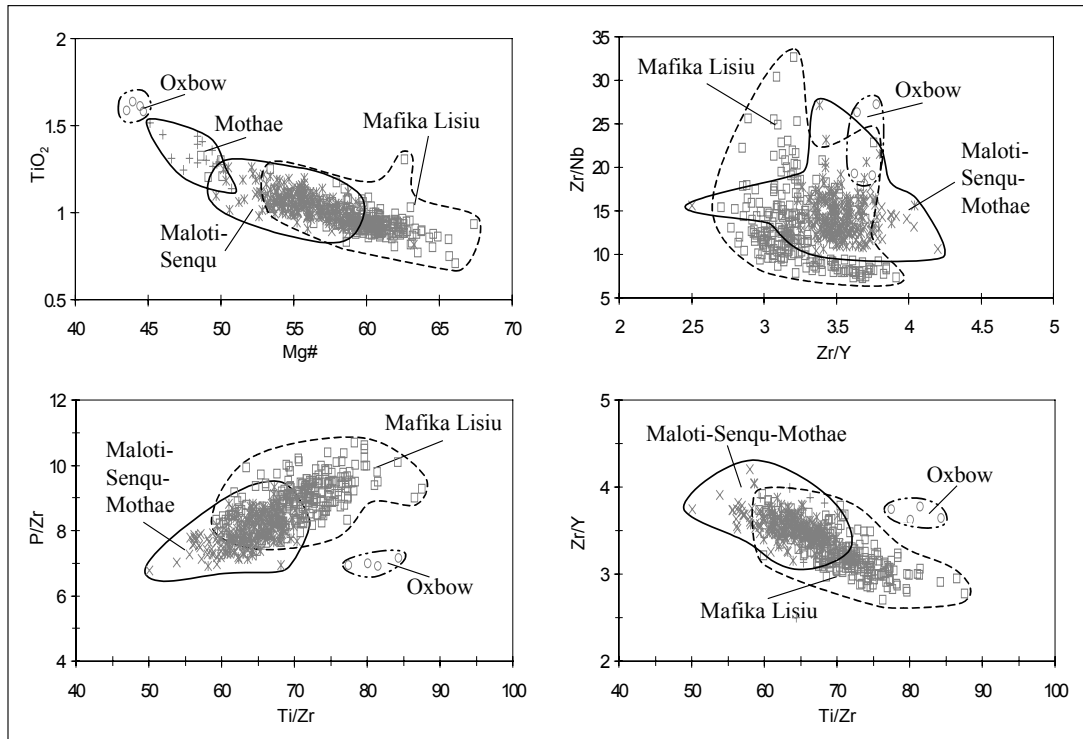 2
1.5
1
0.5
TiO2
Oxbow
Mothae
Mafika Lisiu
Maloti-
Senqu
40 45 50 55 60 65 70
Mg#
35
30
25
20
15
10
5
Zr/Nb
Mafika Lisiu
Oxbow
Maloti-
Senqu-
Mothae
2 2.5 3 3.5 4 4.5 5
Zr/Y
12
10
8
6
4
P/Zr
Maloti-
Senqu-
Mothae
Mafika Lisiu
Oxbow
40 50 60 70 80 90 100
Ti/Zr
5
4
3
2
Zr/Y
Maloti-Senqu-Mothae
Oxbow
Mafika Lisiu
40 50 60 70 80 90 100
Ti/Zr